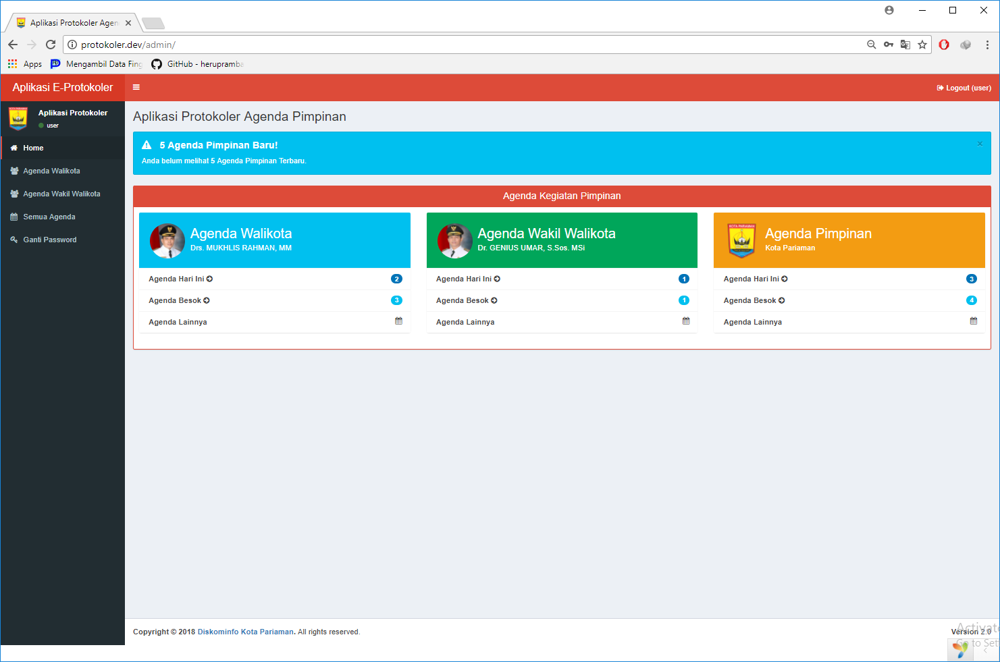 Aplikasi Protokoler Agen
protokoler.dev/admin/
Apps
Mengambil Data Fing
GitHub - herupramba
Aplikasi E-Protokoler
Logout (user)
Aplikasi Protokoler
user
Home
Agenda Walikota
Agenda Wakil Walikota
Semua Agenda
Ganti Password
Aplikasi Protokoler Agenda Pimpinan
5 Agenda Pimpinan Baru!
×
Anda belum melihat 5 Agenda Pimpinan Terbaru.
Agenda Kegiatan Pimpinan
Agenda Walikota
Drs. MUKHLIS RAHMAN, MM
Agenda Hari Ini 2
Agenda Besok 3
Agenda Lainnya
Agenda Wakil Walikota
Dr. GENIUS UMAR, S.Sos. MSi
Agenda Hari Ini 1
Agenda Besok 1
Agenda Lainnya
KOTA PARIAMAN
Agenda Pimpinan
Kota Pariaman
Agenda Hari Ini 3
Agenda Besok 4
Agenda Lainnya
Copyright © 2018 Diskominfo Kota Pariaman. All rights reserved.
Version 2.0
Activat
Go to Sett